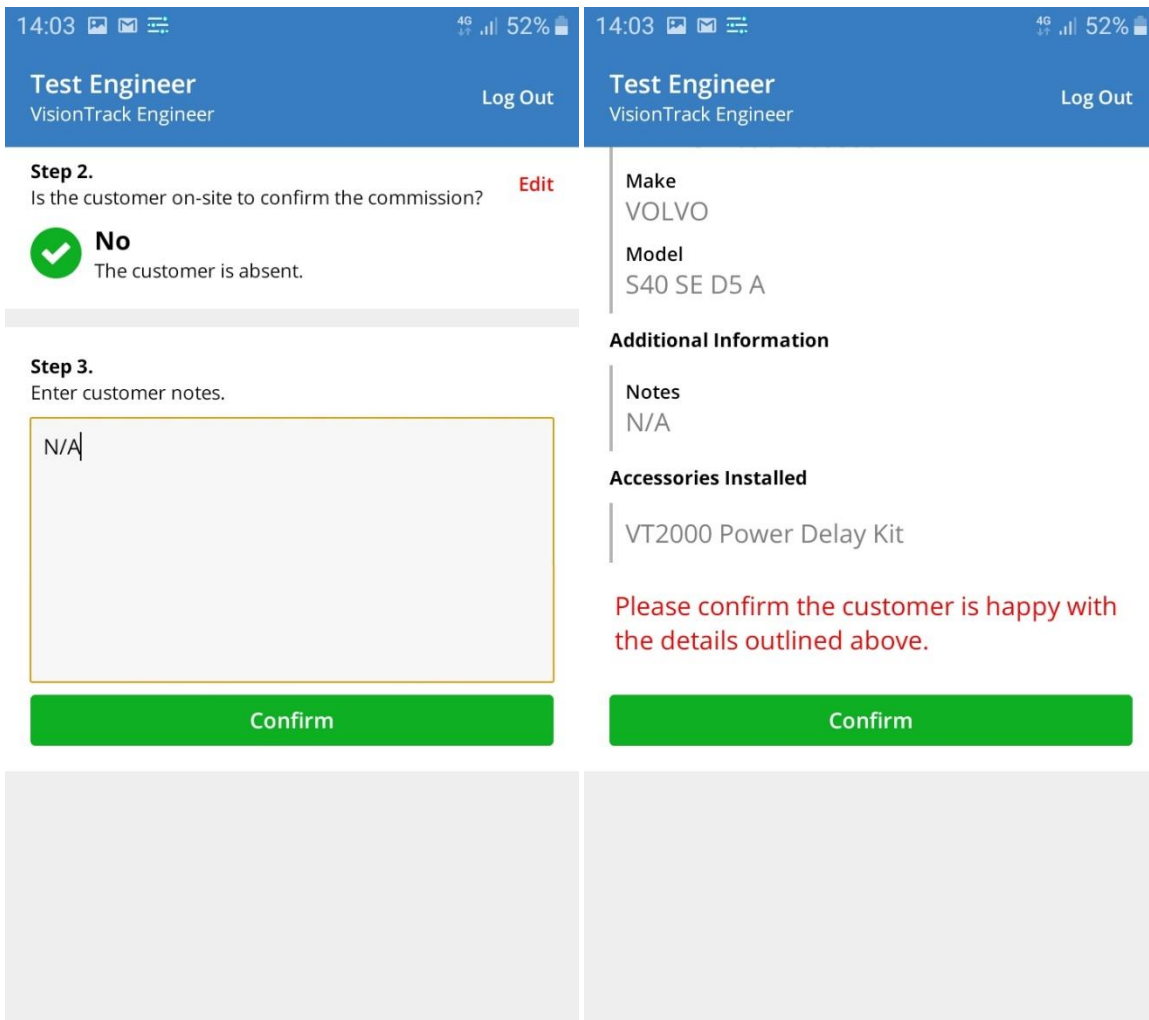 14:03
4G
52%
Test Engineer
VisionTrack Engineer
Log Out
Step 2.
Is the customer on-site to confirm the commission?
Edit
No
The customer is absent.
Step 3.
Enter customer notes.
N/A
Confirm
14:03
4G
52%
Test Engineer
VisionTrack Engineer
Log Out
Make
VOLVO
Model
S40 SE D5 A
Additional Information
Notes
N/A
Accessories Installed
VT2000 Power Delay Kit
Please confirm the customer is happy with
the details outlined above.
Confirm